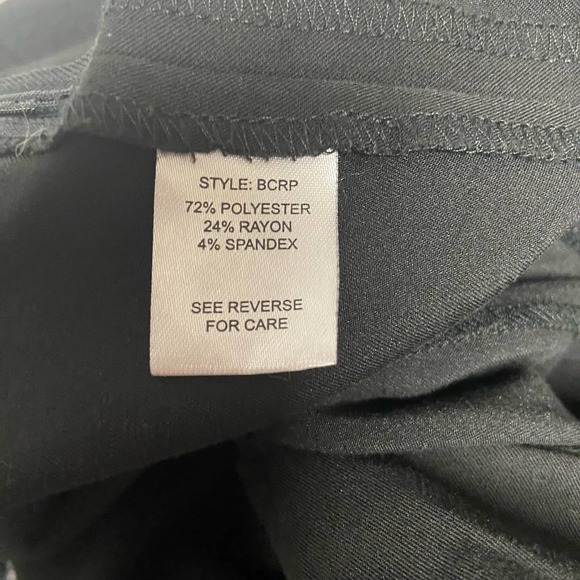 STYLE: BCRP
72% POLYESTER
24% RAYON
4% SPANDEX
SEE REVERSE
FOR CARE